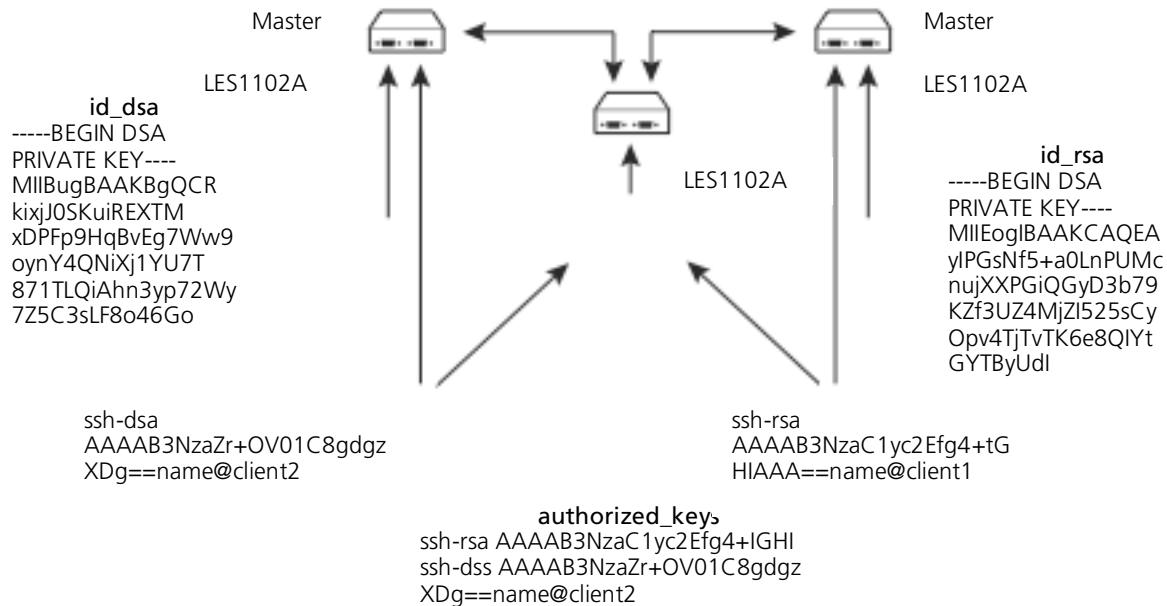 Master
Master
LES1102A
LES1102A
LES1102A
id_dsa
-----BEGIN DSA
PRIVATE KEY----
MIIBugBAAKBgQCR
kixjJ0SKuiREXTM
xDPFp9HqBvEg7Ww9
oynY4QNiXj1YU7T
871TLQiAhn3yp72Wy
7Z5C3sLF8o46Go
id_rsa
-----BEGIN DSA
PRIVATE KEY----
MIIEogIBAAKCAQEA
yIPGsNf5+a0LnPUMc
nujXXPGiQGyD3b79
KZf3UZ4MjZI525sCy
Opv4TjTvTK6e8QIYt
GYTByUdI
ssh-dsa
AAAAB3NzaZr+OV01C8gdgz
XDg==name@client2
ssh-rsa
AAAAB3NzaC1yc2Efg4+tG
HIAAA==name@client1
authorized_keys
ssh-rsa AAAAB3NzaC1yc2Efg4+IGHI
ssh-dss AAAAB3NzaZr+OV01C8gdgz
XDg==name@client2